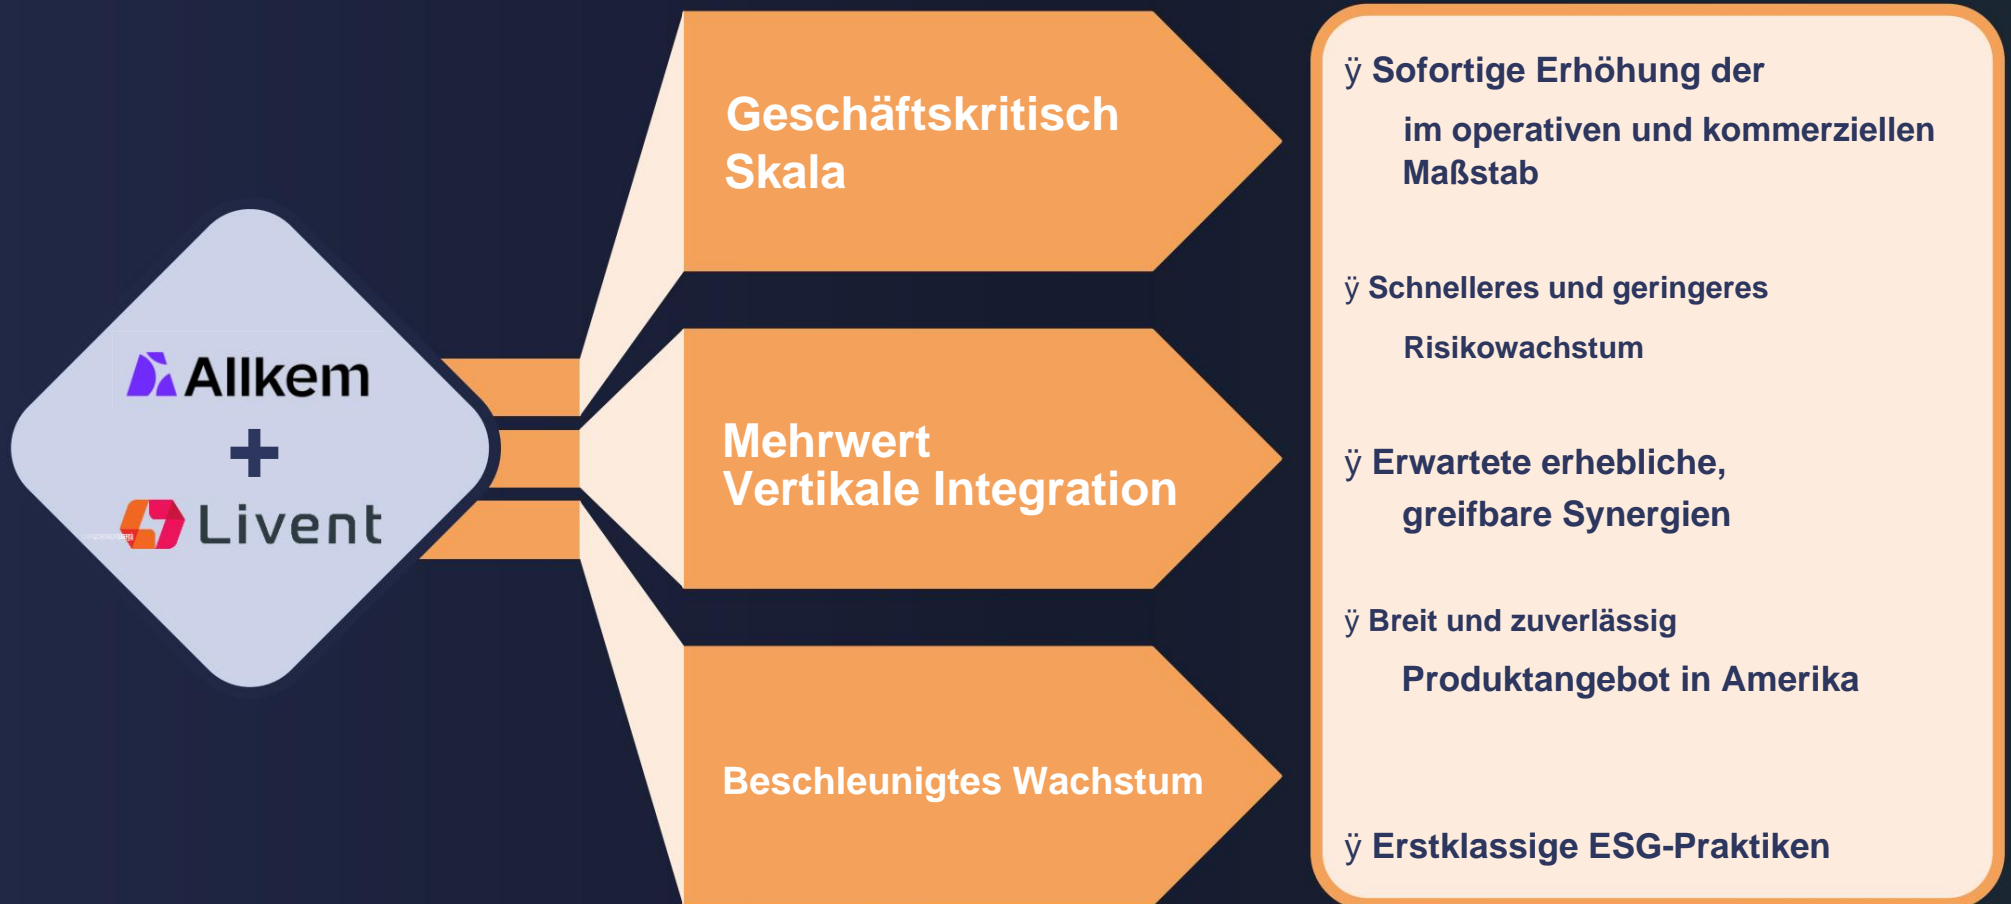 Allkem
+
Livent
Geschäftskritisch
Skala
Mehrwert
Vertikale Integration
Beschleunigtes Wachstum
ÿ Sofortige Erhöhung der
im operativen und kommerziellen
Maßstab
ÿ Schnelleres und geringeres
Risikowachstum
ÿ Erwartete erhebliche,
greifbare Synergien
ÿ Breit und zuverlässig
Produktangebot in Amerika
ÿ Erstklassige ESG-Praktiken